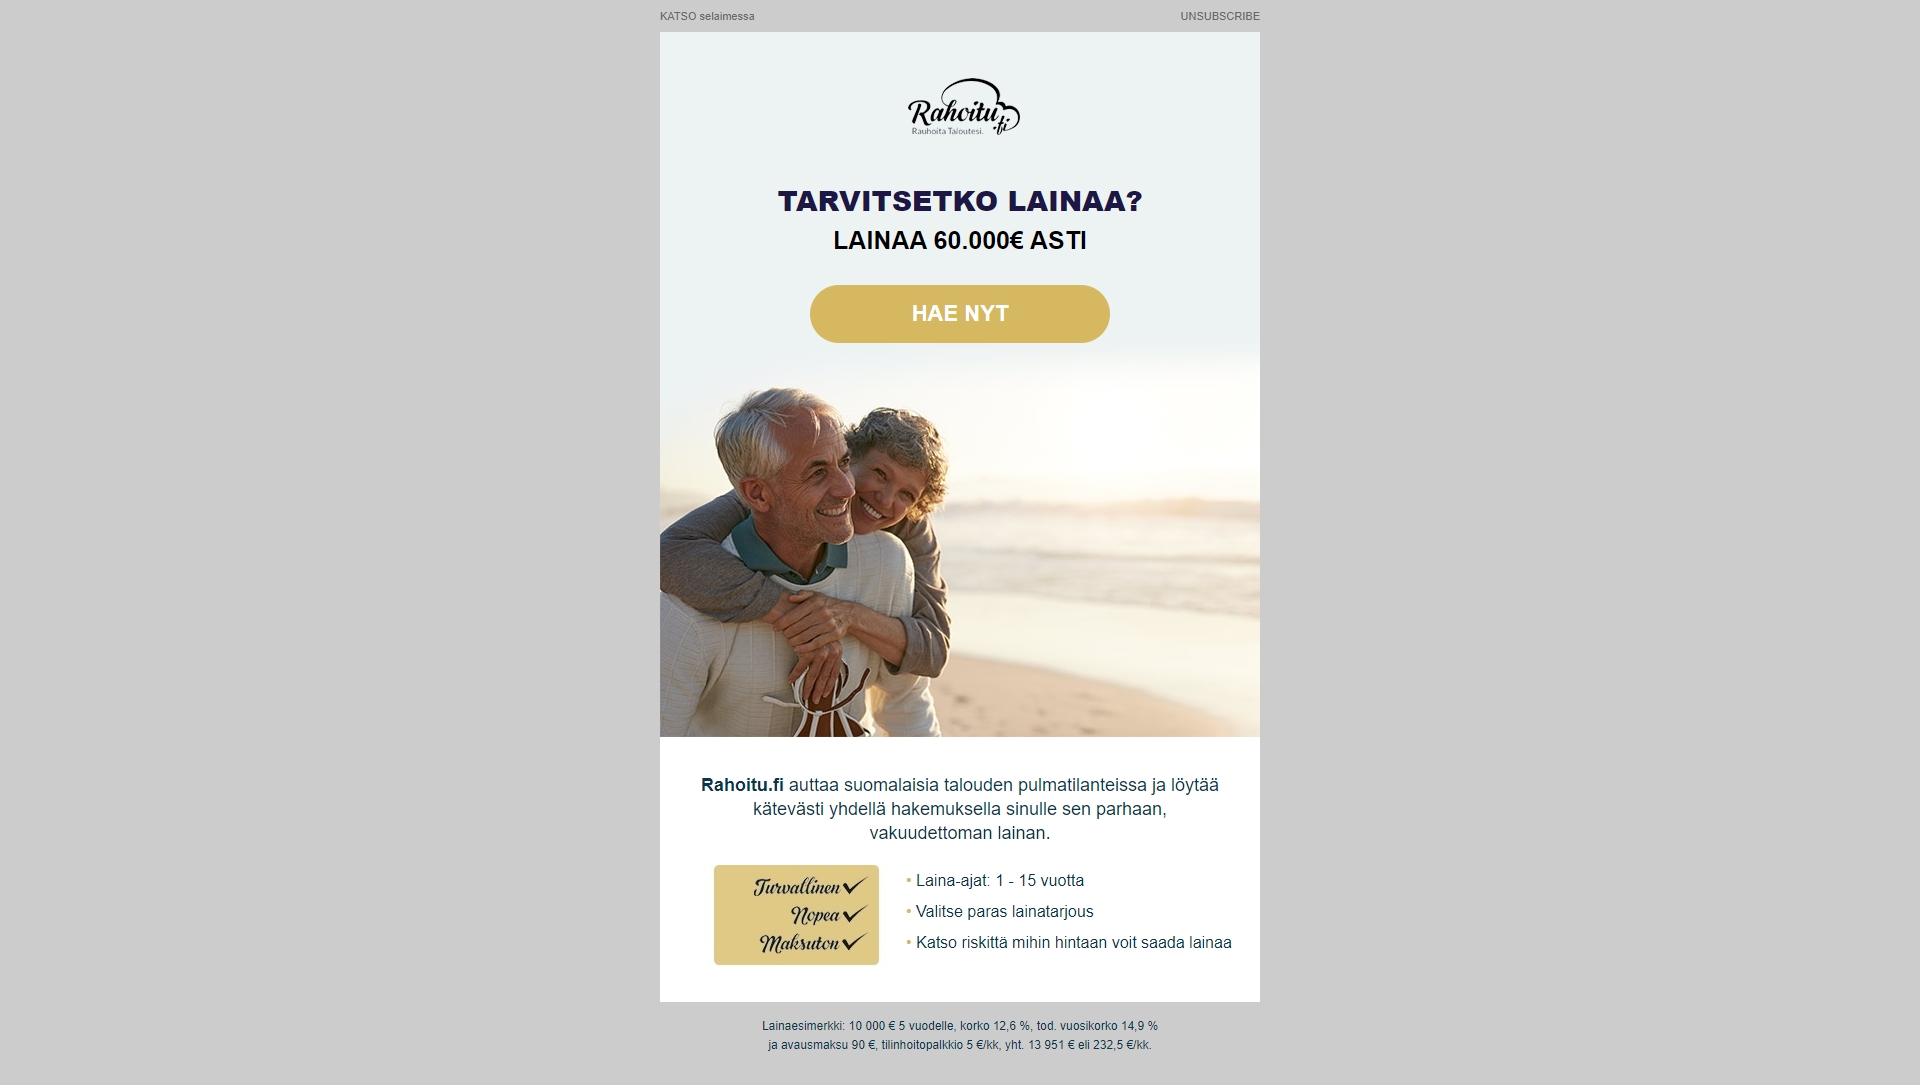 KATSO selaimessa
UNSUBSCRIBE
Rahoitu.fi
Rauhoita Taloutesi.
TARVITSETKO LAINAA?
LAINAA 60.000€ ASTI
HAE NYT
Rahoitu.fi auttaa suomalaisia talouden pulmatilanteissa ja löytää
kätevästi yhdellä hakemuksella sinulle sen parhaan,
vakuudettoman lainan.
Turvallinen
Nopea
Maksuton
• Laina-ajat: 1 - 15 vuotta
• Valitse paras lainatarjous
• Katso riskittä mihin hintaan voit saada lainaa
Lainaesimerkki: 10 000 € 5 vuodelle, korko 12,6 %, tod. vuosikorko 14,9 %
ja avausmaksu 90 €, tilinhoitopalkkio 5 €/kk, yht. 13 951 € eli 232,5 €/kk.